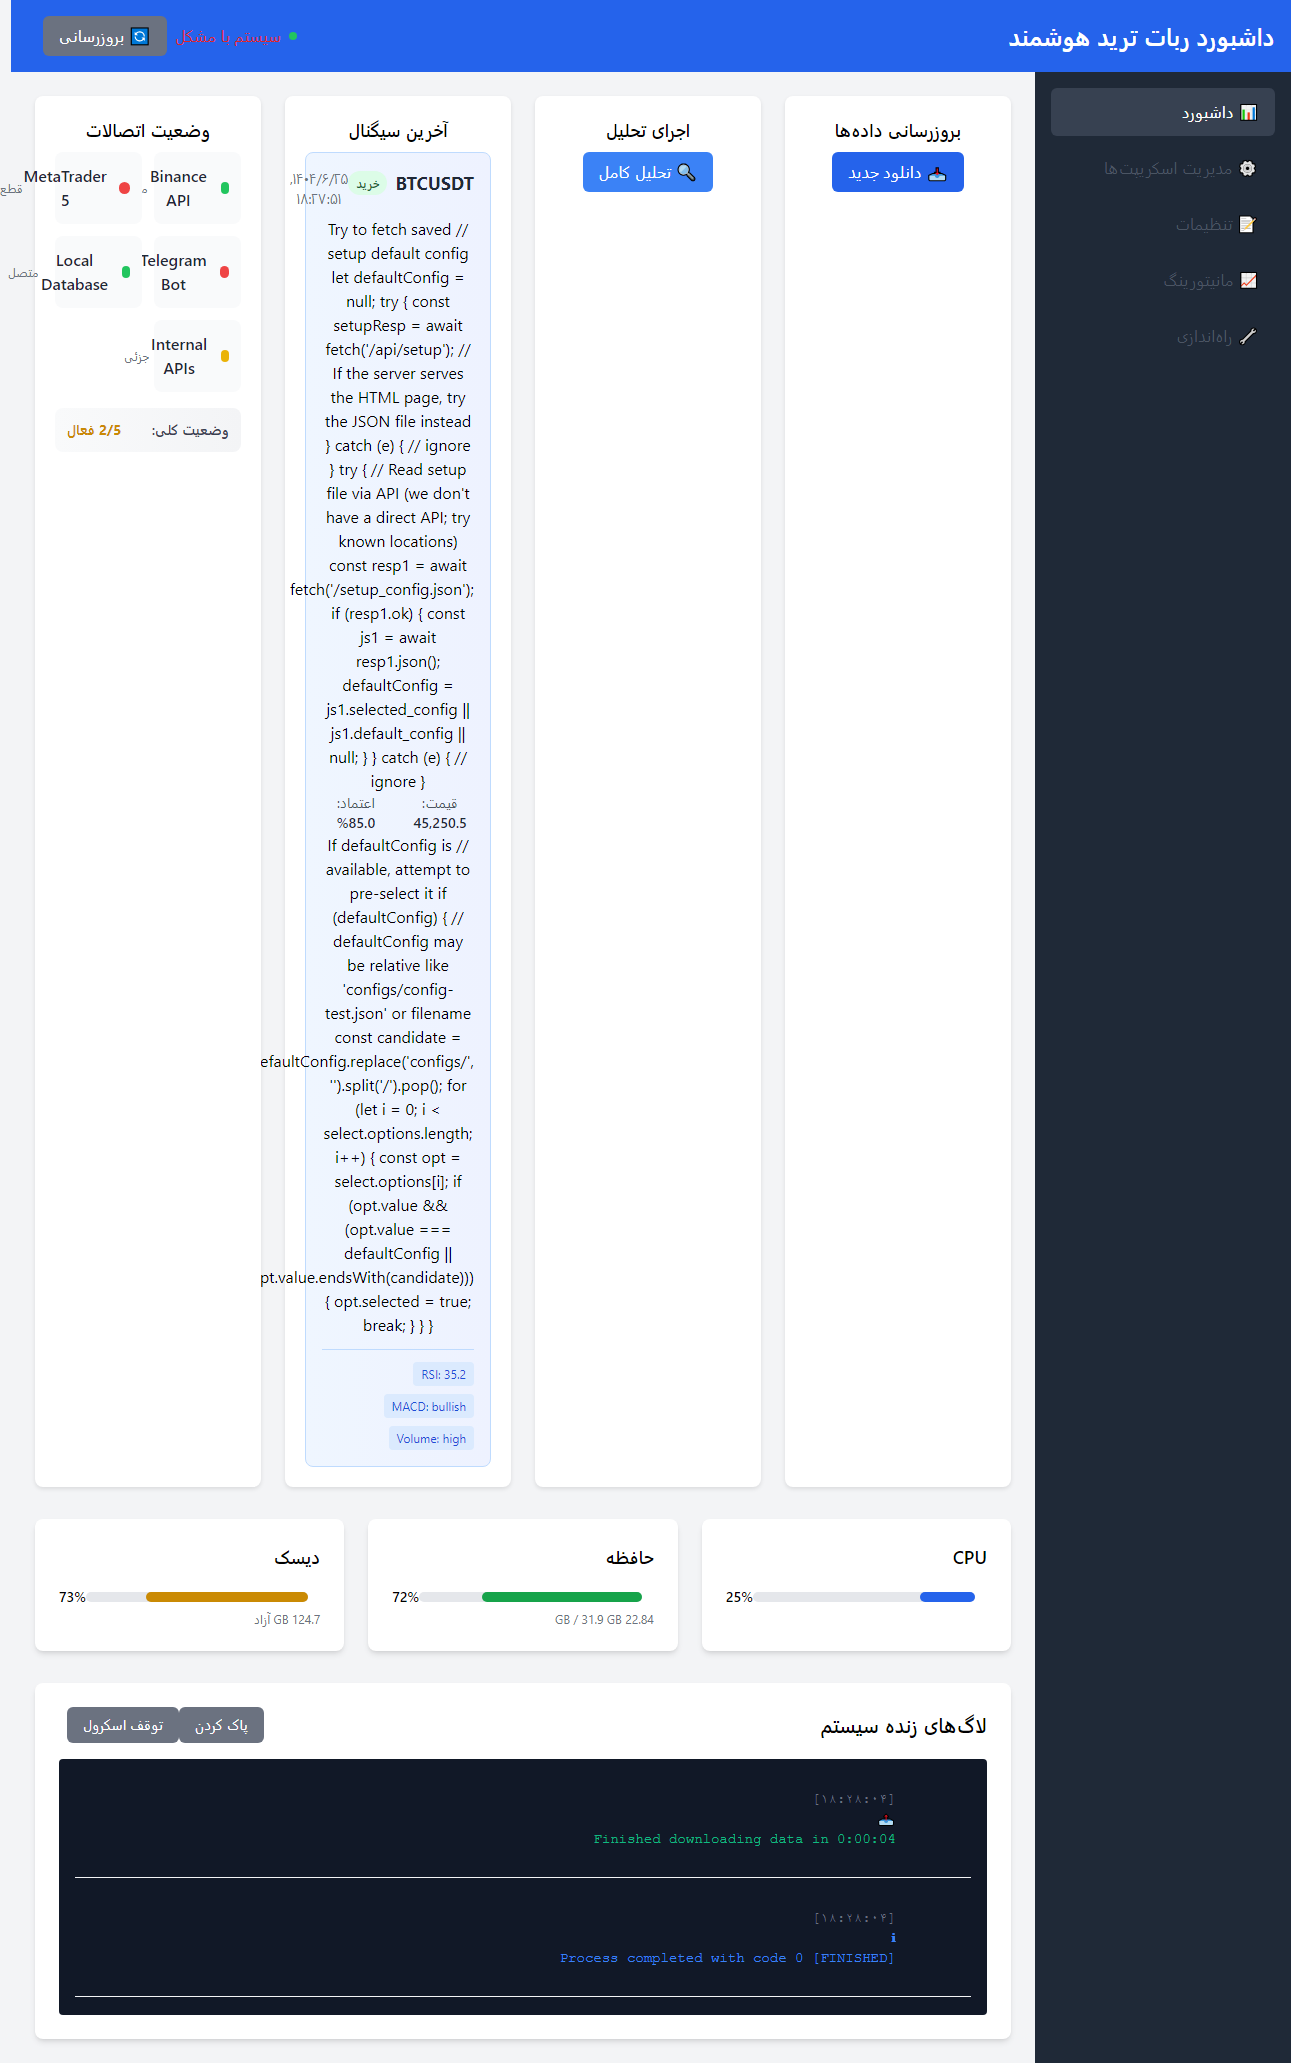 داشبورد ربات ترید هوشمند
سیستم با مشکل
بروزرسانی
داشبورد
مدیریت اسکریپت‌ها
تنظیمات
مانیتورینگ
راه‌اندازی
بروزرسانی داده‌ها
دانلود جدید
اجرای تحلیل
تحلیل کامل
آخرین سیگنال
BTCUSDT
خرید
۱۴۰۴/۶/۲۵,
۱۸:۲۷:۵۱
Try to fetch saved //
setup default config
let defaultConfig =
null; try { const
setupResp = await
fetch('/api/setup'); //
If the server serves
the HTML page, try
the JSON file instead
} catch (e) { // ignore
} try { // Read setup
file via API (we don't
have a direct API; try
known locations)
const resp1 = await
fetch('/setup_config.json');
if (resp1.ok) { const
js1 = await
resp1.json();
defaultConfig =
js1.selected_config ||
js1.default_config ||
null; } } catch (e) { //
ignore }
قیمت:
45,250.5
اعتماد:
%85.0
If defaultConfig is //
available, attempt to
pre-select it if
(defaultConfig) { //
defaultConfig may
be relative like
'configs/config-
test.json' or filename
const candidate =
efaultConfig.replace('configs/',
'').split('/').pop(); for
(let i = 0; i <
select.options.length;
i++) { const opt =
select.options[i]; if
(opt.value &&
(opt.value ===
defaultConfig ||
pt.value.endsWith(candidate)))
{ opt.selected = true;
break; } } }
RSI: 35.2
MACD: bullish
Volume: high
وضعیت اتصالات
Binance
API
MetaTrader
5
قطع
Telegram
Bot
Local
Database
متصل
Internal
APIs
جزئی
وضعیت کلی:
2/5 فعال
CPU
25%
حافظه
72%
GB / 31.9 GB 22.84
دیسک
73%
124.7 GB آزاد
لاگ‌های زنده سیستم
پاک کردن
توقف اسکرول
[۱۸:۲۸:۰۴]
Finished downloading data in 0:00:04
[۱۸:۲۸:۰۴]
ℹ
Process completed with code 0 [FINISHED]